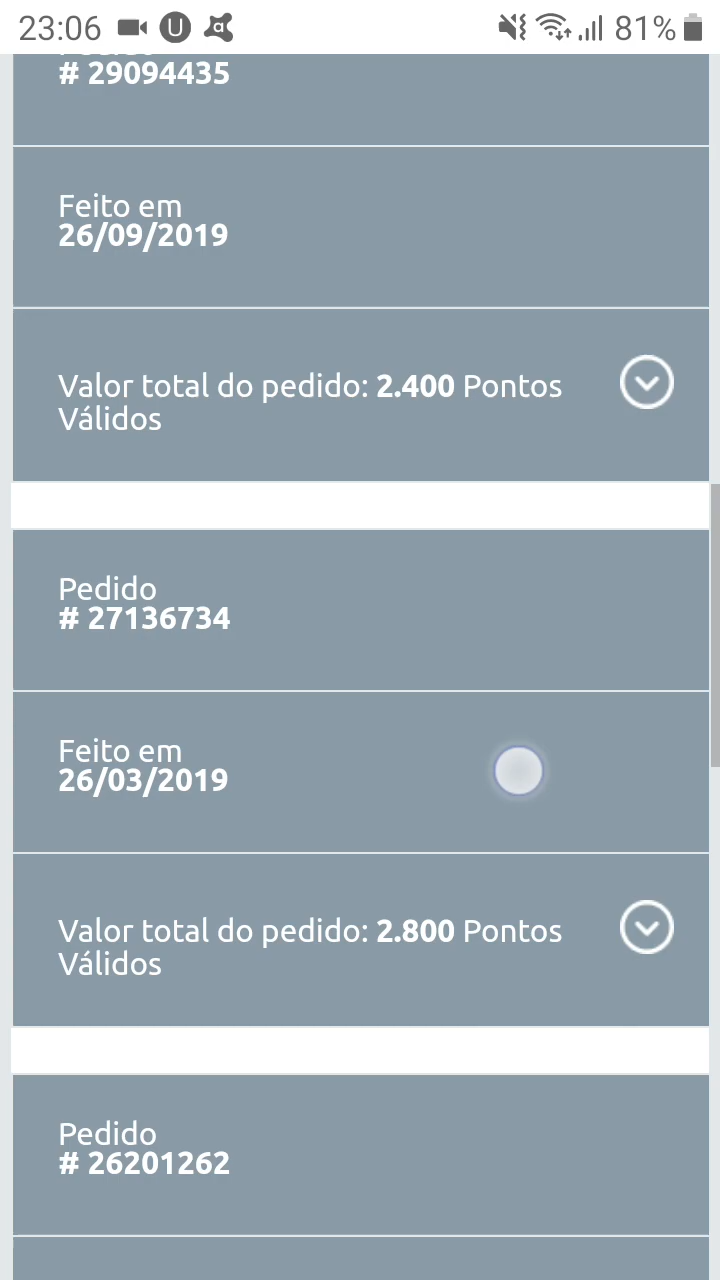 23:06 U a 81%
# 29094435
Feito em
26/09/2019
Valor total do pedido: 2.400 Pontos
Válidos
Pedido
# 27136734
Feito em
26/03/2019
Valor total do pedido: 2.800 Pontos
Válidos
Pedido
# 26201262